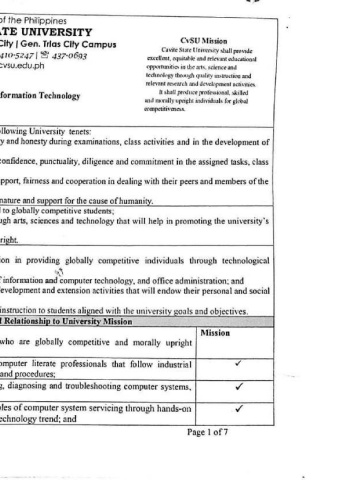 of the Philippines
TE UNIVERSITY
City | Gen. Trias City Campus
410-5247 | 437-0693
cvsu.edu.ph
CvSU Mission
Cavite State University shall provide
excellent, equitable and relevant educational
opportunities in the arts, science and
technology through quality instruction and
relevant research and development activities.
It shall produce professional, skilled
and morally upright individuals for global
competitiveness.
formation Technology
llowing University tenets:
y and honesty during examinations, class activities and in the development of
confidence, punctuality, diligence and commitment in the assigned tasks, class
pport, fairness and cooperation in dealing with their peers and members of the
nature and support for the cause of humanity.
to globally competitive students;
ugh arts, sciences and technology that will help in promoting the university's
right.
ion in providing globally competitive individuals through technological
information and computer technology, and office administration; and
evelopment and extension activities that will endow their personal and social
instruction to students aligned with the university goals and objectives.
Relationship to University Mission
Mission
who are globally competitive and morally upright
omputer literate professionals that follow industrial ✓
and procedures;
g, diagnosing and troubleshooting computer systems, ✓
les of computer system servicing through hands-on ✓
echnology trend; and
Page 1 of 7